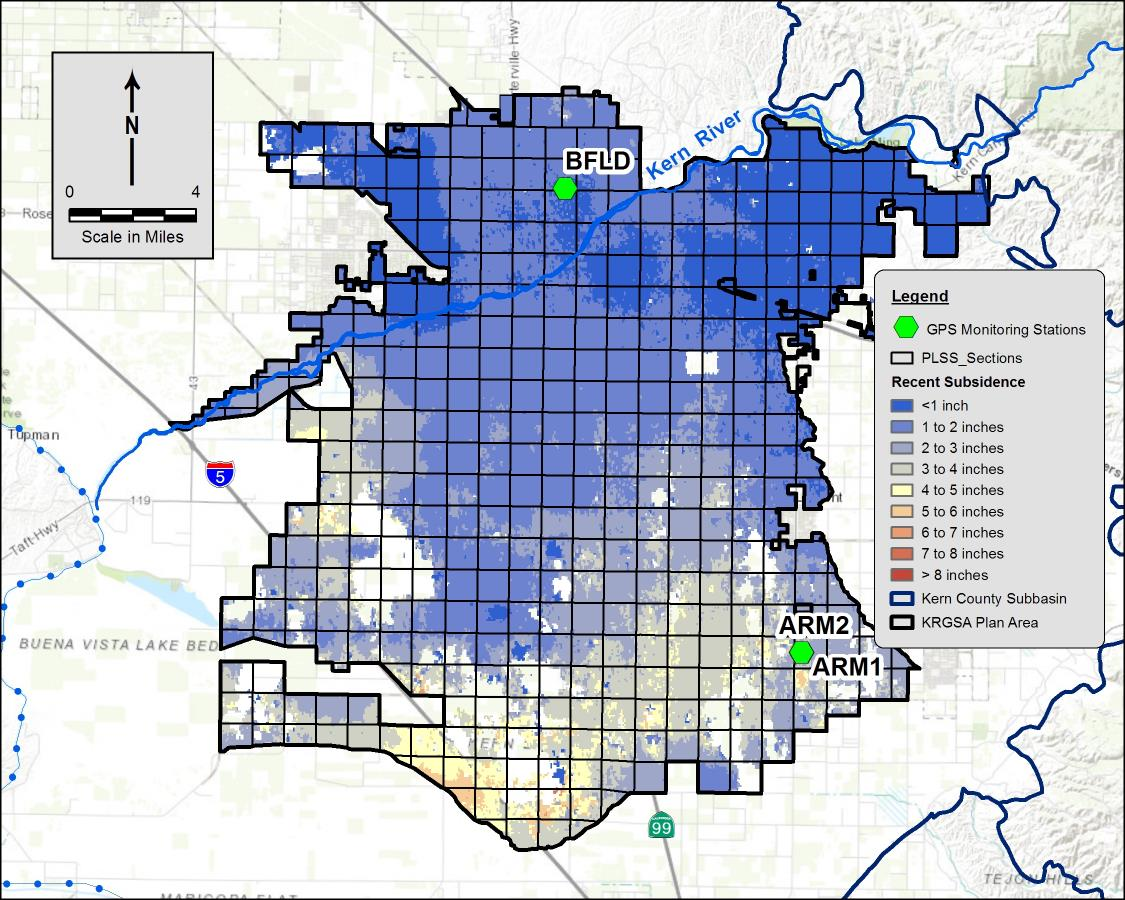 N
0 4
Scale in Miles
terville-Hwy
BFLD
Kern River
Rose
43
Tupman
5
119
Taft-Hwy
BUENA VISTA LAKE BED
ARM2
ARM1
KERN
99
MARICOPA FLAT
TEJON HILLS
Legend
GPS Monitoring Stations
PLSS_Sections
Recent Subsidence
<1 inch
1 to 2 inches
2 to 3 inches
3 to 4 inches
4 to 5 inches
5 to 6 inches
6 to 7 inches
7 to 8 inches
> 8 inches
Kern County Subbasin
KRGSA Plan Area